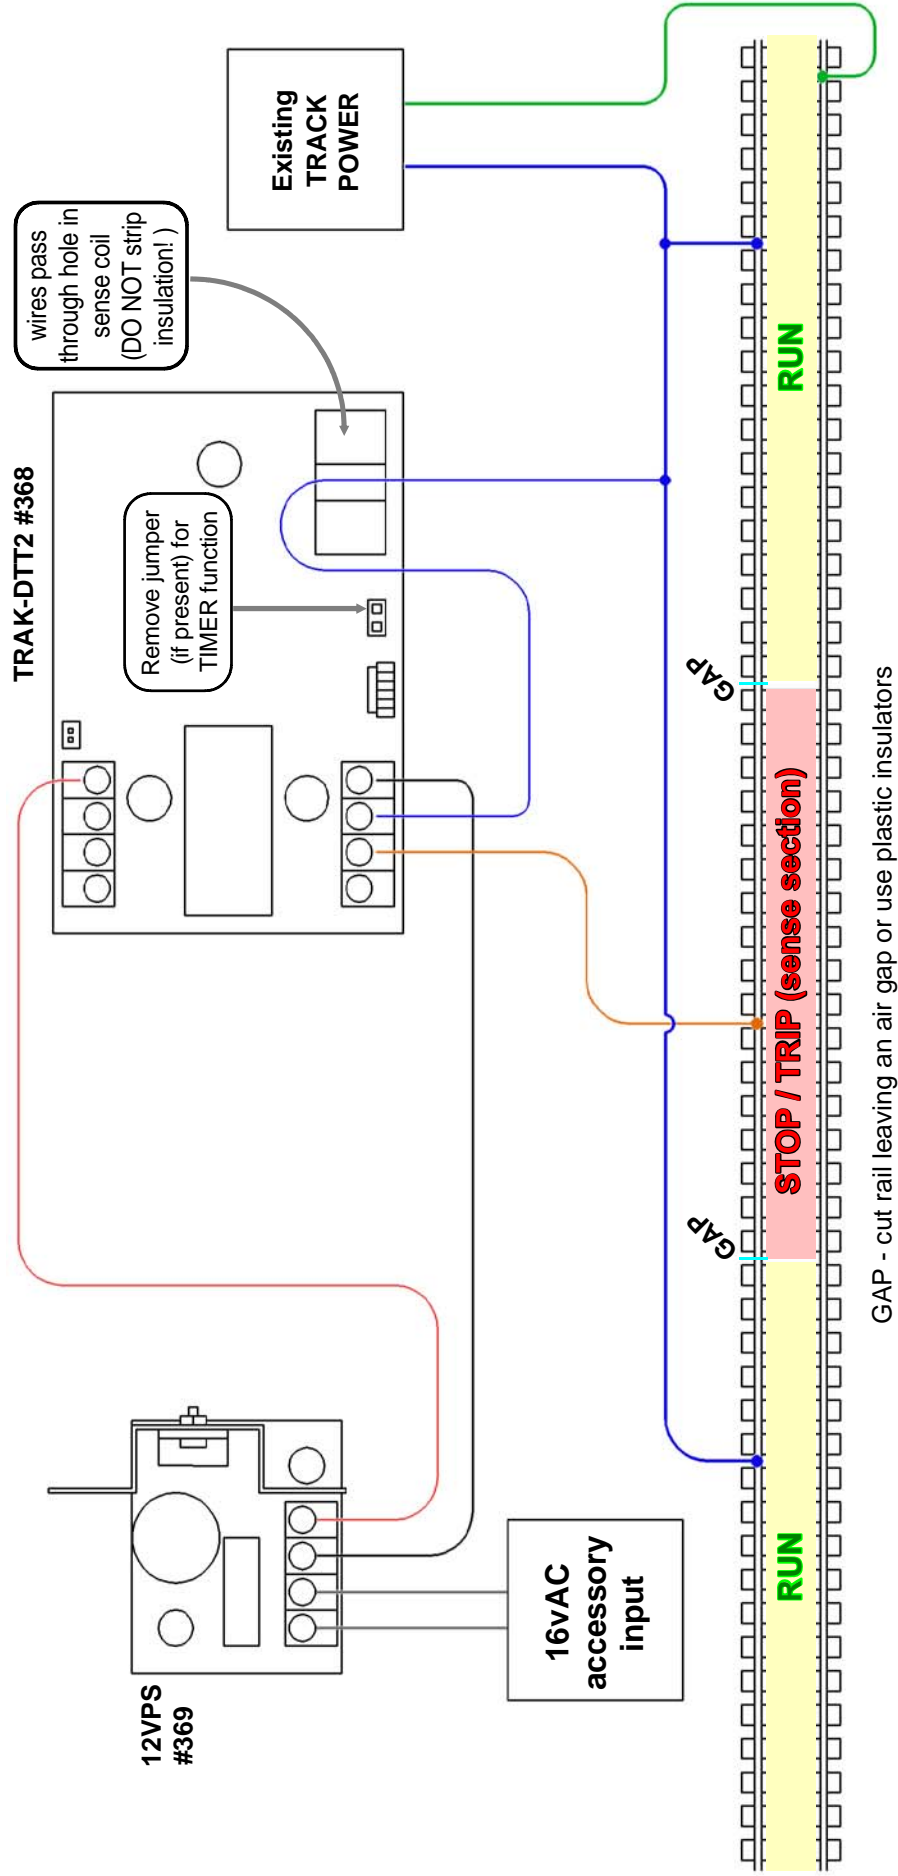 12VPS
#369
16vAC
accessory
input
TRAK-DTT2 #368
Remove jumper
(if present) for
TIMER function
wires pass
through hole in
sense coil
(DO NOT strip
insulation! )
Existing
TRACK
POWER
GAP
GAP
RUN
STOP / TRIP (sense section)
RUN
GAP - cut rail leaving an air gap or use plastic insulators